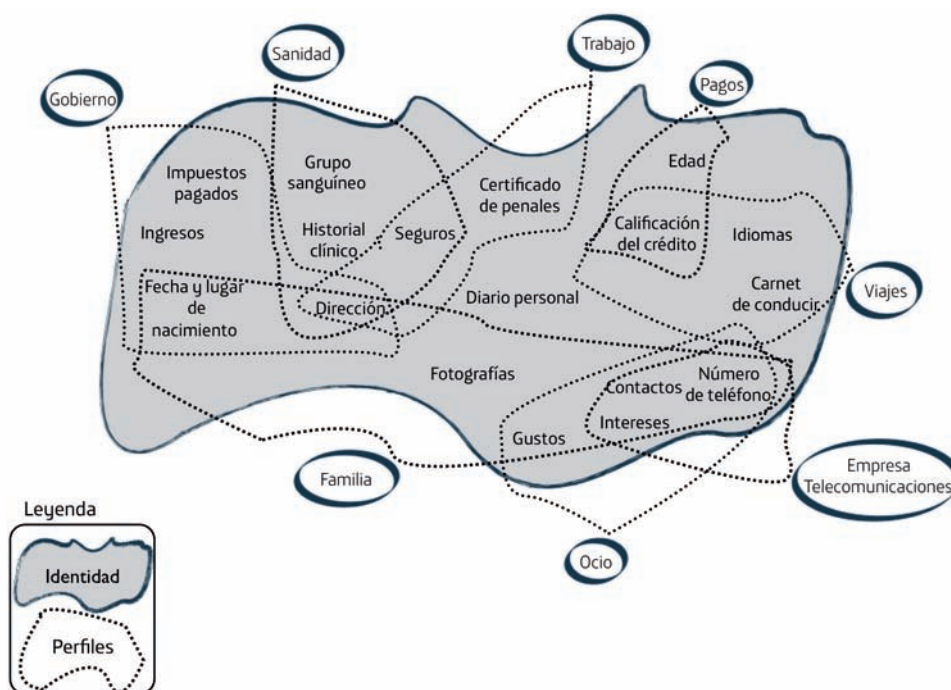 Sanidad
Trabajo
Gobierno
Pagos
Impuestos
pagados
Grupo
sanguíneo
Edad
Certificado
de penales
Ingresos
Historial
clínico
Seguros
Calificación
del crédito
Idiomas
Fecha y lugar
de
nacimiento
Dirección
Diario personal
Carnet
de conducir
Viajes
Fotografías
Contactos
Número
de teléfono
Intereses
Gustos
Familia
Empresa
Telecomunicaciones
Ocio
Leyenda
Identidad
Perfiles